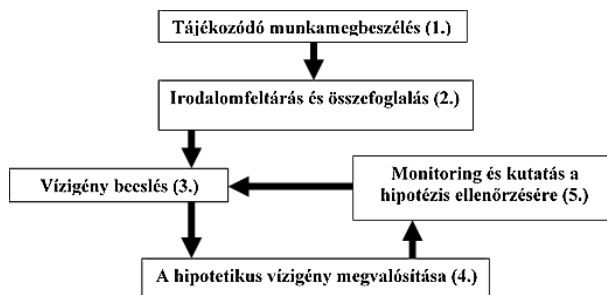 Tájékozódó munkamegbeszélés (1.)
Irodalomfeltárás és összefoglalás (2.)
Vízigény becslés (3.)
Monitoring és kutatás a
hipotézis ellenőrzésére (5.)
A hipotetikus vízigény megvalósítása (4.)